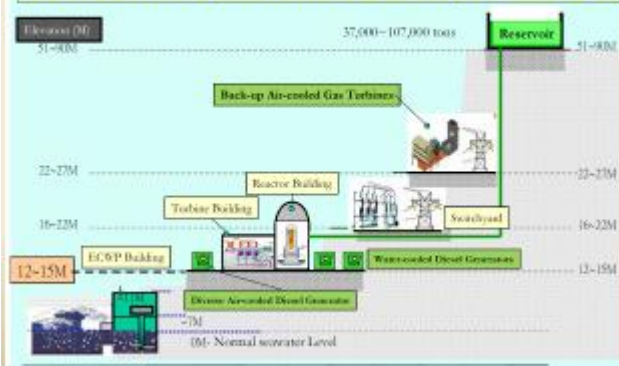 Elevation (M)
37,000~107,000 tons
Reservoir
51~90M
51~90M
Back-up Air-cooled Gas Turbines
22~27M
22~27M
Reactor Building
Turbine Building
16~22M
Switchyard
16~22M
ECWP Building
Water-cooled Diesel Generators
12~15M
12~15M
Diverse Air-cooled Diesel Generator
~7M
0M- Normal seawater Level